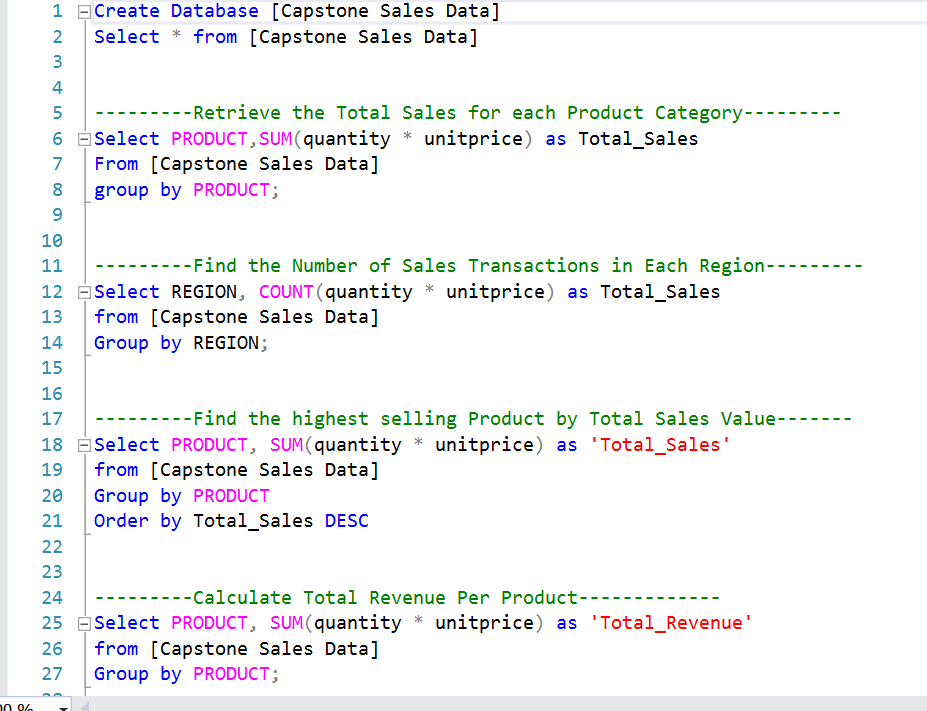 1 Create Database [Capstone Sales Data]
2 Select * from [Capstone Sales Data]
3
4
5 ---------Retrieve the Total Sales for each Product Category---------
6 Select PRODUCT,SUM(quantity * unitprice) as Total_Sales
7 From [Capstone Sales Data]
8 group by PRODUCT;
9
10
11 ---------Find the Number of Sales Transactions in Each Region---------
12 Select REGION, COUNT(quantity * unitprice) as Total_Sales
13 from [Capstone Sales Data]
14 Group by REGION;
15
16
17 ---------Find the highest selling Product by Total Sales Value-------
18 Select PRODUCT, SUM(quantity * unitprice) as 'Total_Sales'
19 from [Capstone Sales Data]
20 Group by PRODUCT
21 Order by Total_Sales DESC
22
23
24 ---------Calculate Total Revenue Per Product-------------
25 Select PRODUCT, SUM(quantity * unitprice) as 'Total_Revenue'
26 from [Capstone Sales Data]
27 Group by PRODUCT;